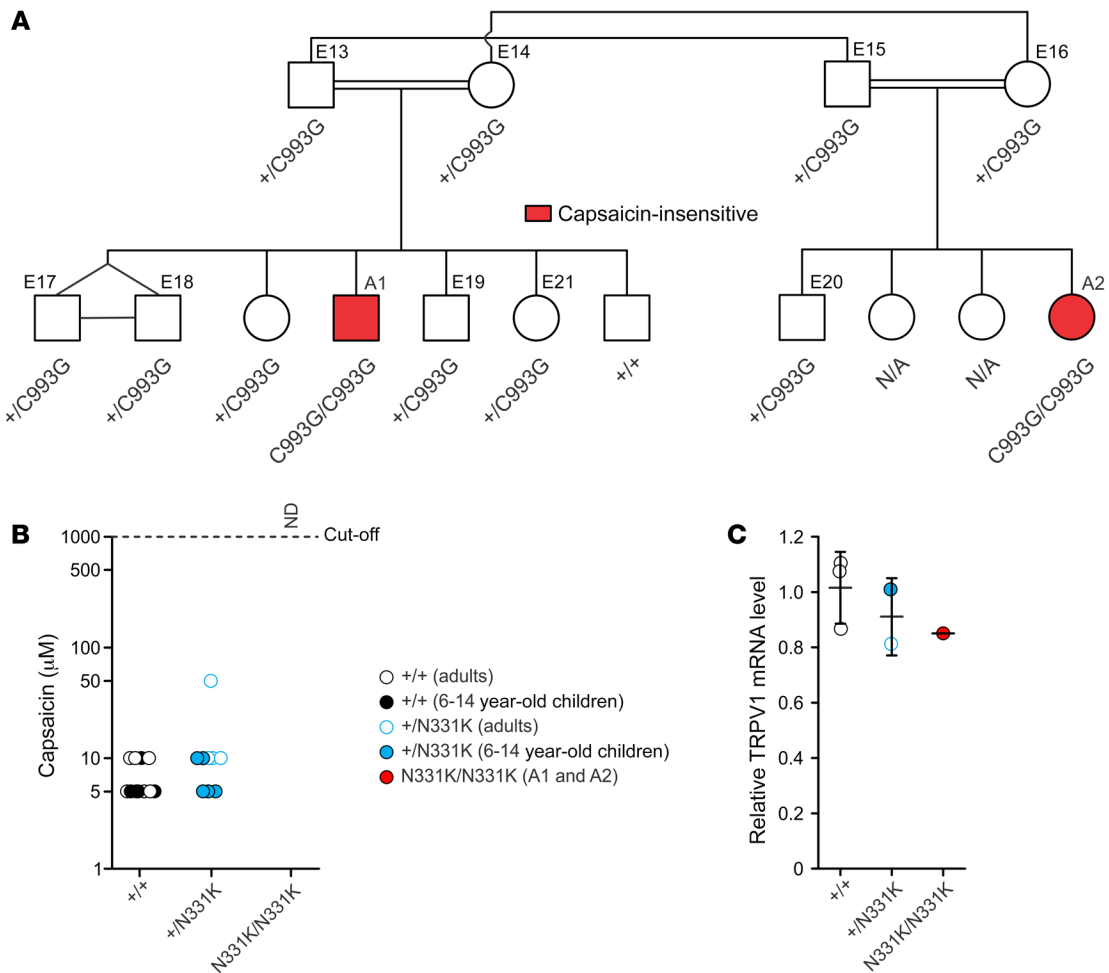 A
E13
E14
E15
E16
+/C993G
+/C993G
+/C993G
+/C993G
Capsaicin-insensitive
E17
E18
A1
E19
E21
E20
A2
+/C993G
+/C993G
+/C993G
C993G/C993G
+/C993G
+/C993G
+/+
+/C993G
N/A
N/A
C993G/C993G
B
ND
Cut-off
1000
500
100
50
10
5
1
Capsaicin (µM)
+/+
+/N331K
N331K/N331K
+/+ (adults)
+/+ (6-14 year-old children)
+/N331K (adults)
+/N331K (6-14 year-old children)
N331K/N331K (A1 and A2)
C
Relative TRPV1 mRNA level
1.2
1.0
0.8
0.6
0.4
0.2
0
+/+
+/N331K
N331K/N331K